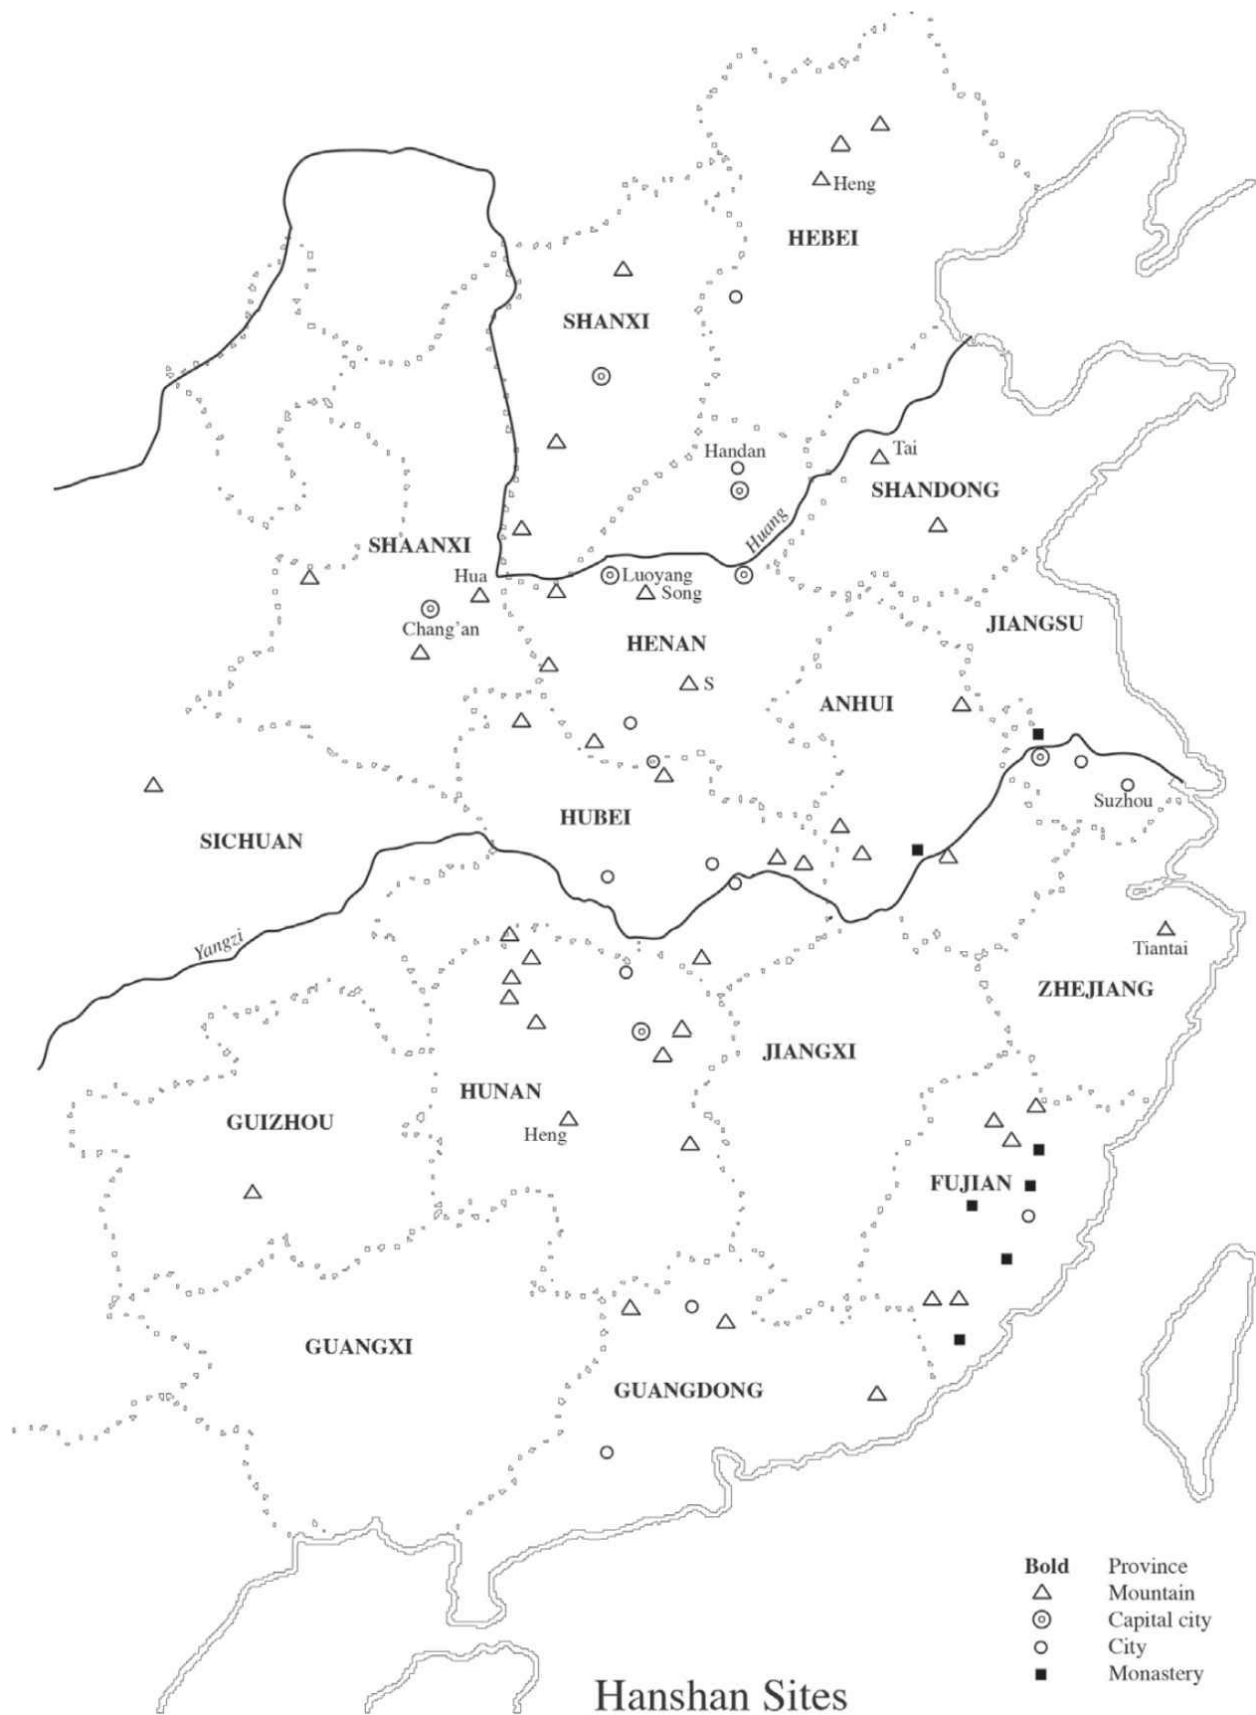 Heng
HEBEI
SHANXI
Handan
Tai
SHANDONG
Huang
SHAANXI
Hua
Luoyang
Song
Chang'an
JIANGSU
HENAN
S
ANHUI
Suzhou
HUBEI
SICHUAN
Yangzi
Tiantai
ZHEJIANG
JIANGXI
HUNAN
GUIZHOU
Heng
FUJIAN
GUANGXI
GUANGDONG
Bold Province
Mountain
Capital city
City
Monastery
Hanshan Sites